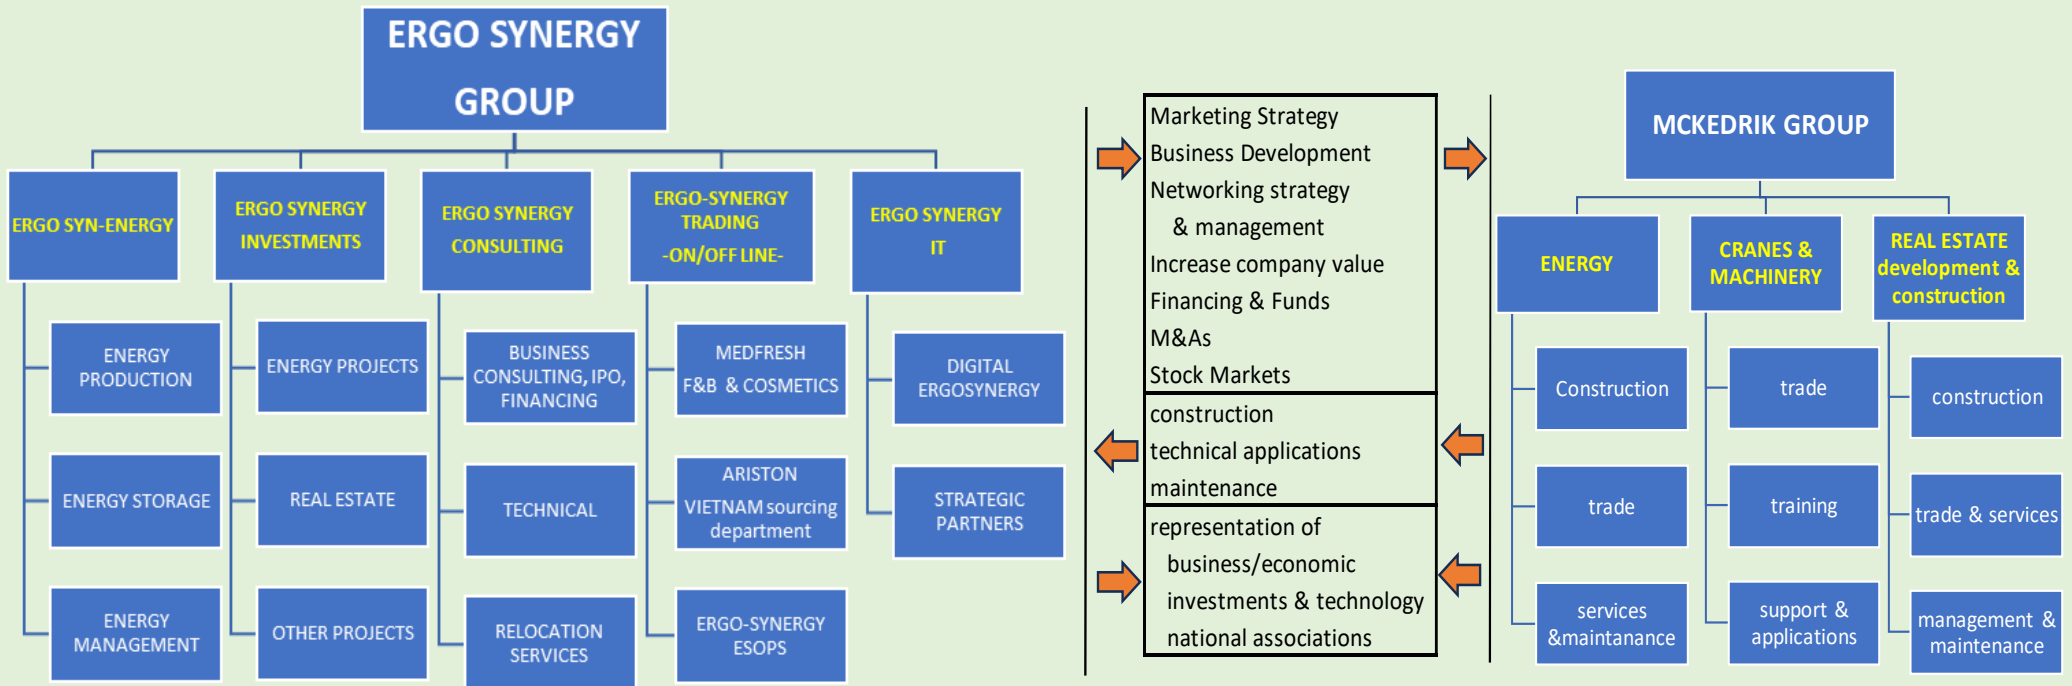 ERGO SYNERGY
GROUP
ERGO SYN-ENERGY
ENERGY
PRODUCTION
ENERGY STORAGE
ENERGY
MANAGEMENT
ERGO SYNERGY
INVESTMENTS
ENERGY PROJECTS
REAL ESTATE
OTHER PROJECTS
ERGO SYNERGY
CONSULTING
BUSINESS
CONSULTING, IPO,
FINANCING
TECHNICAL
RELOCATION
SERVICES
ERGO-SYNERGY
TRADING
-ON/OFF LINE-
MEDFRESH
F&B & COSMETICS
ARISTON
VIETNAM sourcing
department
ERGO-SYNERGY
ESOPS
ERGO SYNERGY
IT
DIGITAL
ERGOSYNERGY
STRATEGIC
PARTNERS
Marketing Strategy
Business Development
Networking strategy
& management
Increase company value
Financing & Funds
M&As
Stock Markets
construction
technical applications
maintenance
representation of
business/economic
investments & technology
national associations
MCKEDRIK GROUP
ENERGY
Construction
trade
services
&maintanance
CRANES &
MACHINERY
trade
training
support &
applications
REAL ESTATE
development &
construction
construction
trade & services
management &
maintenance